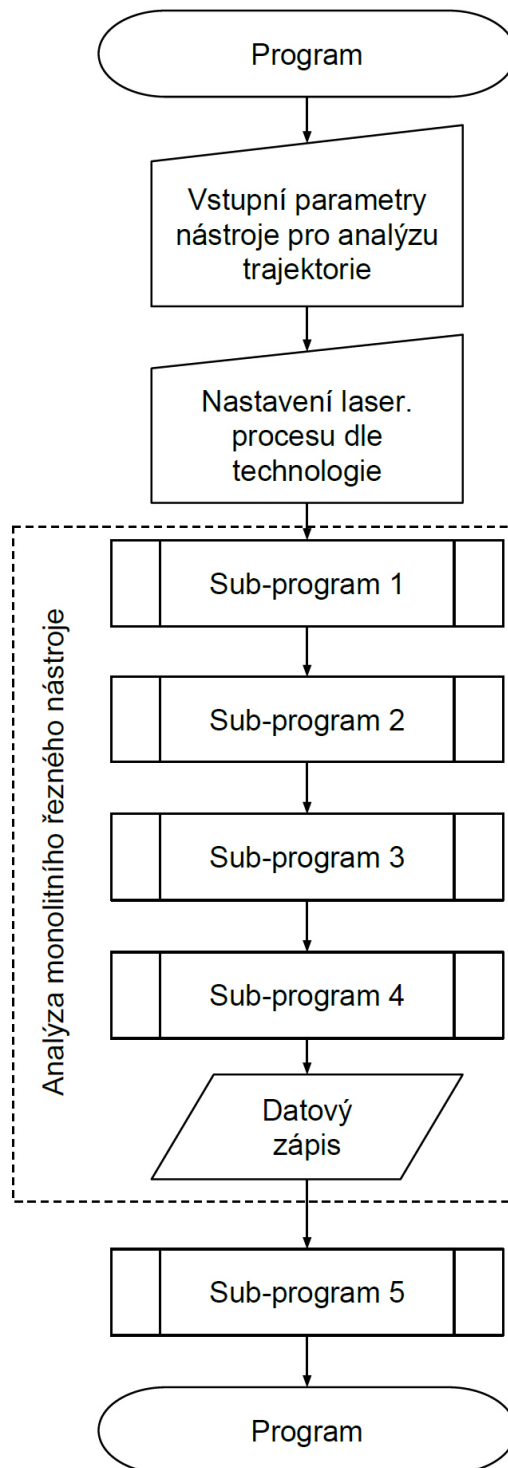 Program
Vstupní parametry
nástroje pro analýzu
trajektorie
Nastavení laser.
procesu dle
technologie
Analýza monolitního řezného nástroje
Sub-program 1
Sub-program 2
Sub-program 3
Sub-program 4
Datový
zápis
Sub-program 5
Program